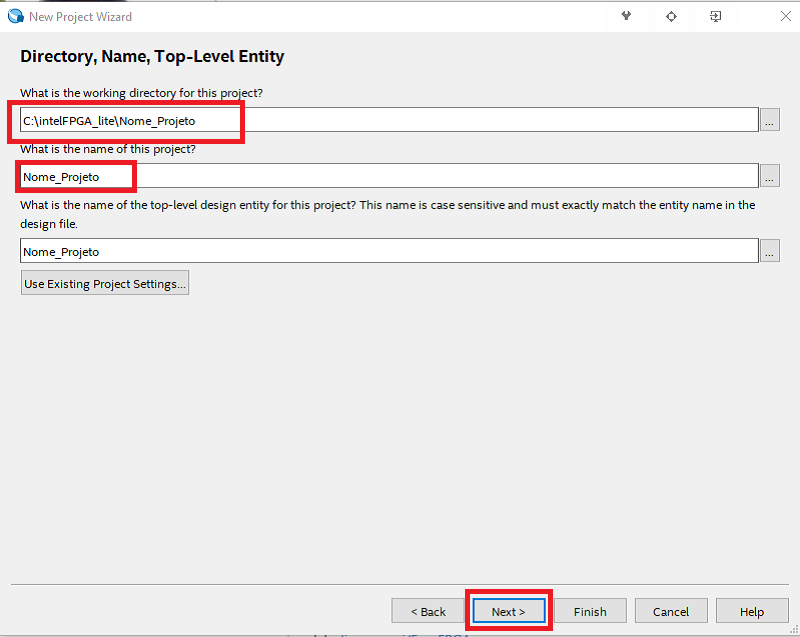 New Project Wizard
Directory, Name, Top-Level Entity
What is the working directory for this project?
C:\intelFPGA_lite\Nome_Projeto
...
What is the name of this project?
Nome_Projeto
...
What is the name of the top-level design entity for this project? This name is case sensitive and must exactly match the entity name in the
design file.
Nome_Projeto
...
Use Existing Project Settings...
< Back
Next >
Finish
Cancel
Help